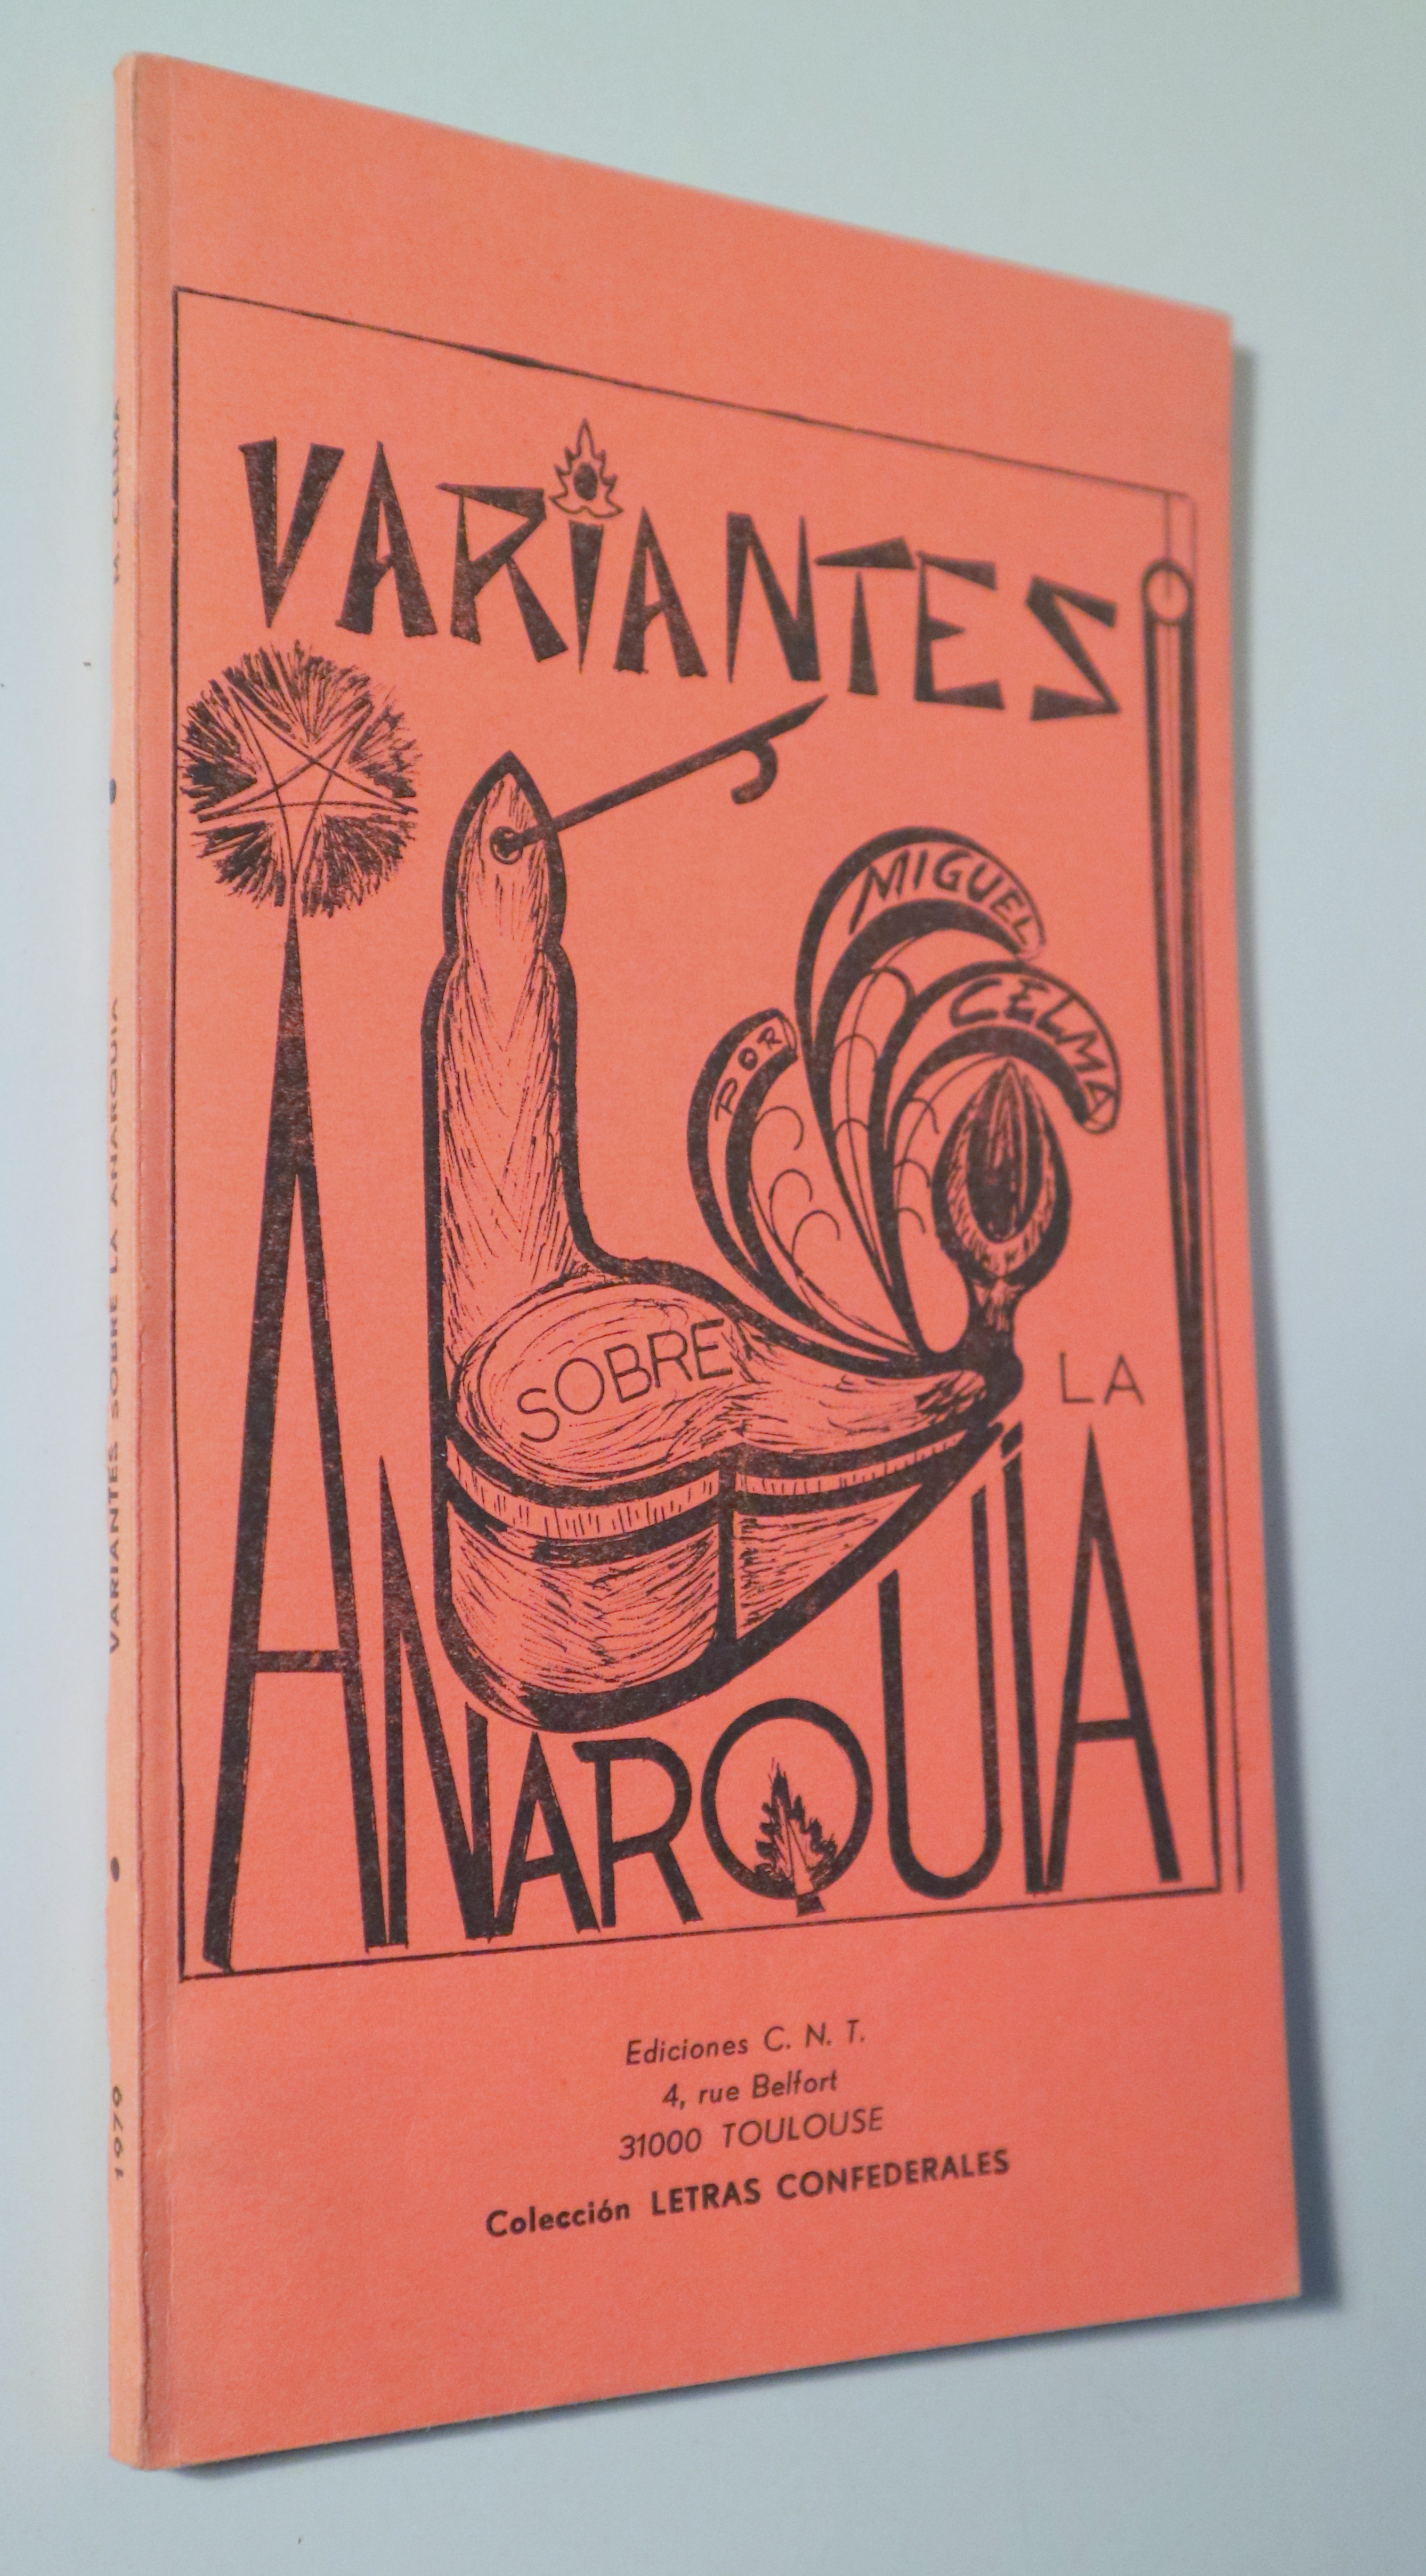 VARIANTES
POR
MIGUEL
CELMA
SOBRE
LA
ANARQUÍA
Ediciones C. N. T.
4, rue Belfort
31000 TOULOUSE
Colección LETRAS CONFEDERALES
M. CELMA • VARIANTES SOBRE LA ANARQUIA • 1979